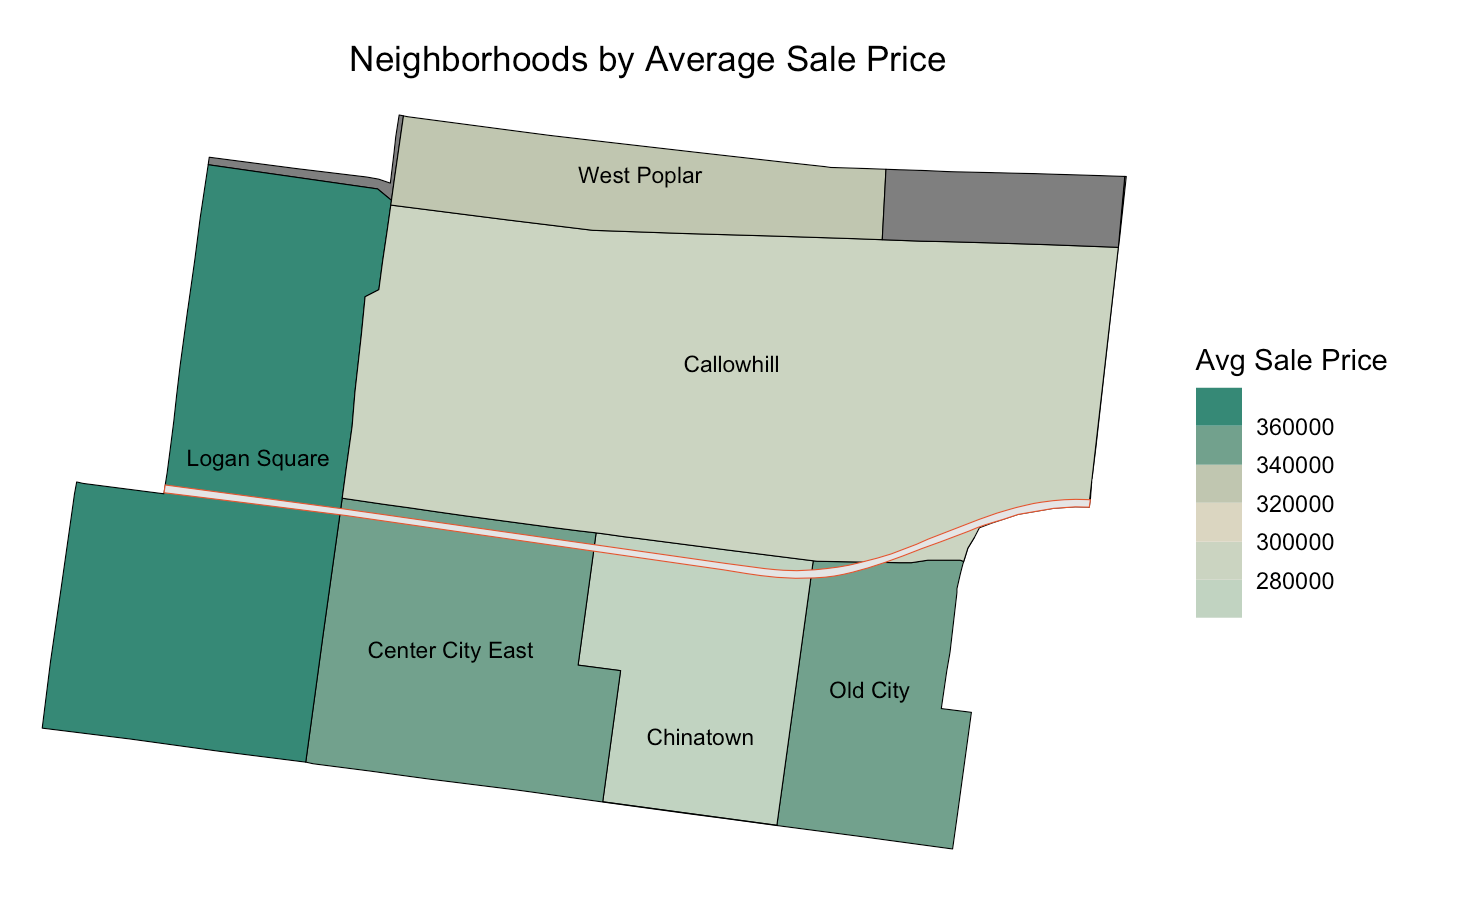 Neighborhoods by Average Sale Price
West Poplar
Callowhill
Logan Square
Center City East
Old City
Chinatown
Avg Sale Price
360000
340000
320000
300000
280000